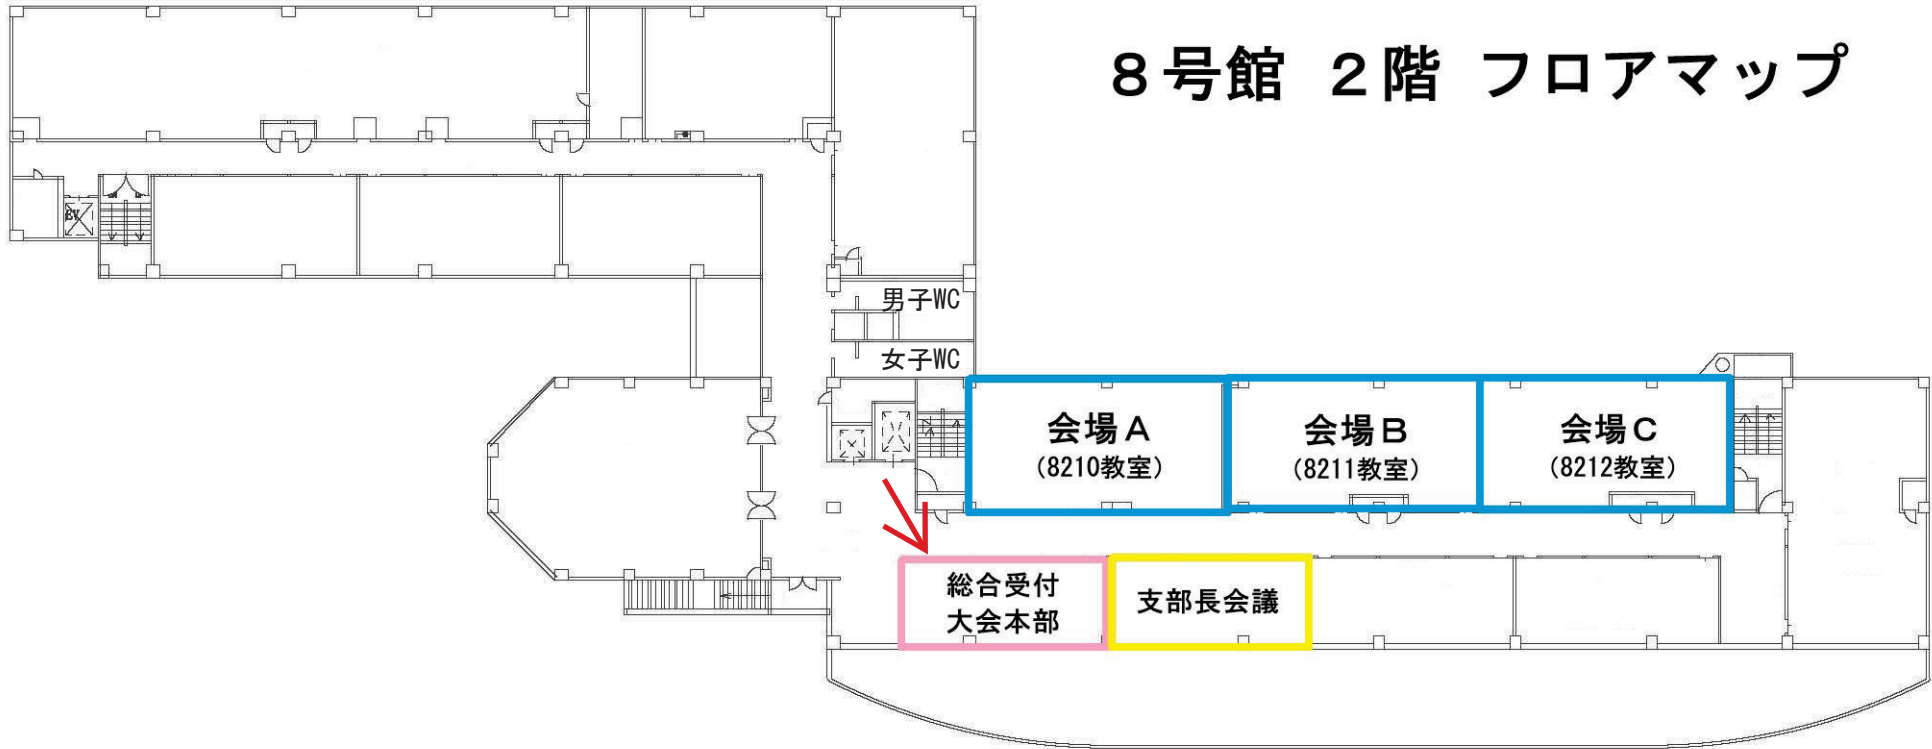 ８号館 ２階 フロアマップ
EV
男子WC
女子WC
会場Ａ
(8210教室)
会場Ｂ
(8211教室)
会場Ｃ
(8212教室)
総合受付
大会本部
支部長会議